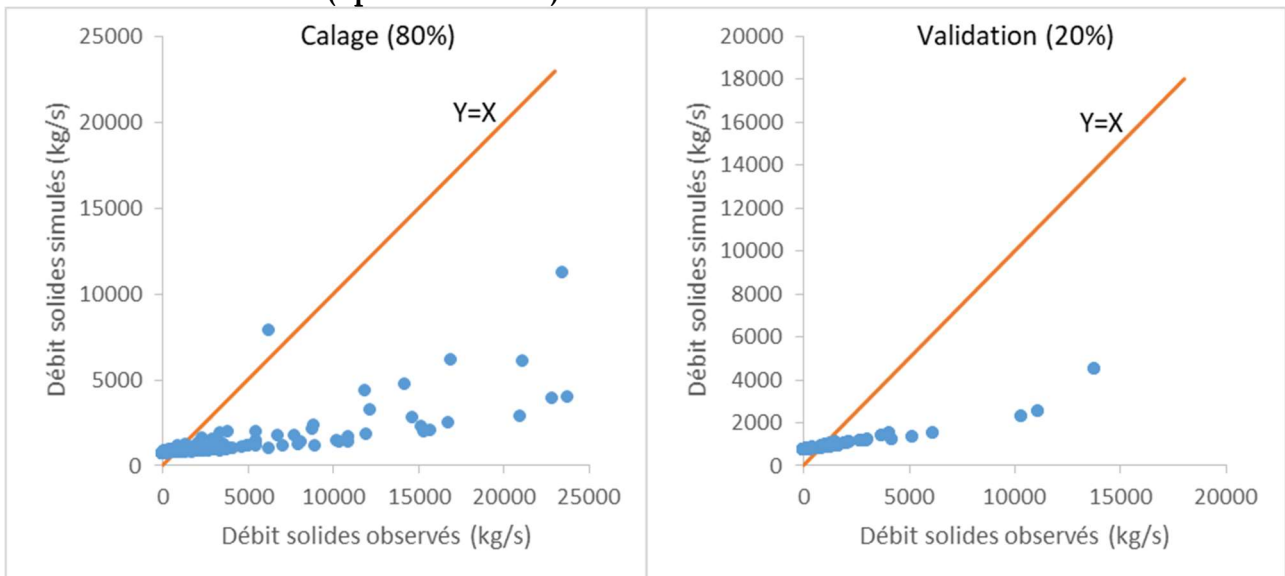 Calage (80%)
Y=X
Débit solides simulés (kg/s)
25000
20000
15000
10000
5000
0
0 5000 10000 15000 20000 25000
Débit solides observés (kg/s)
Validation (20%)
Y=X
Débit solides simulés (kg/s)
20000
18000
16000
14000
12000
10000
8000
6000
4000
2000
0
0 5000 10000 15000 20000
Débit solides observés (kg/s)